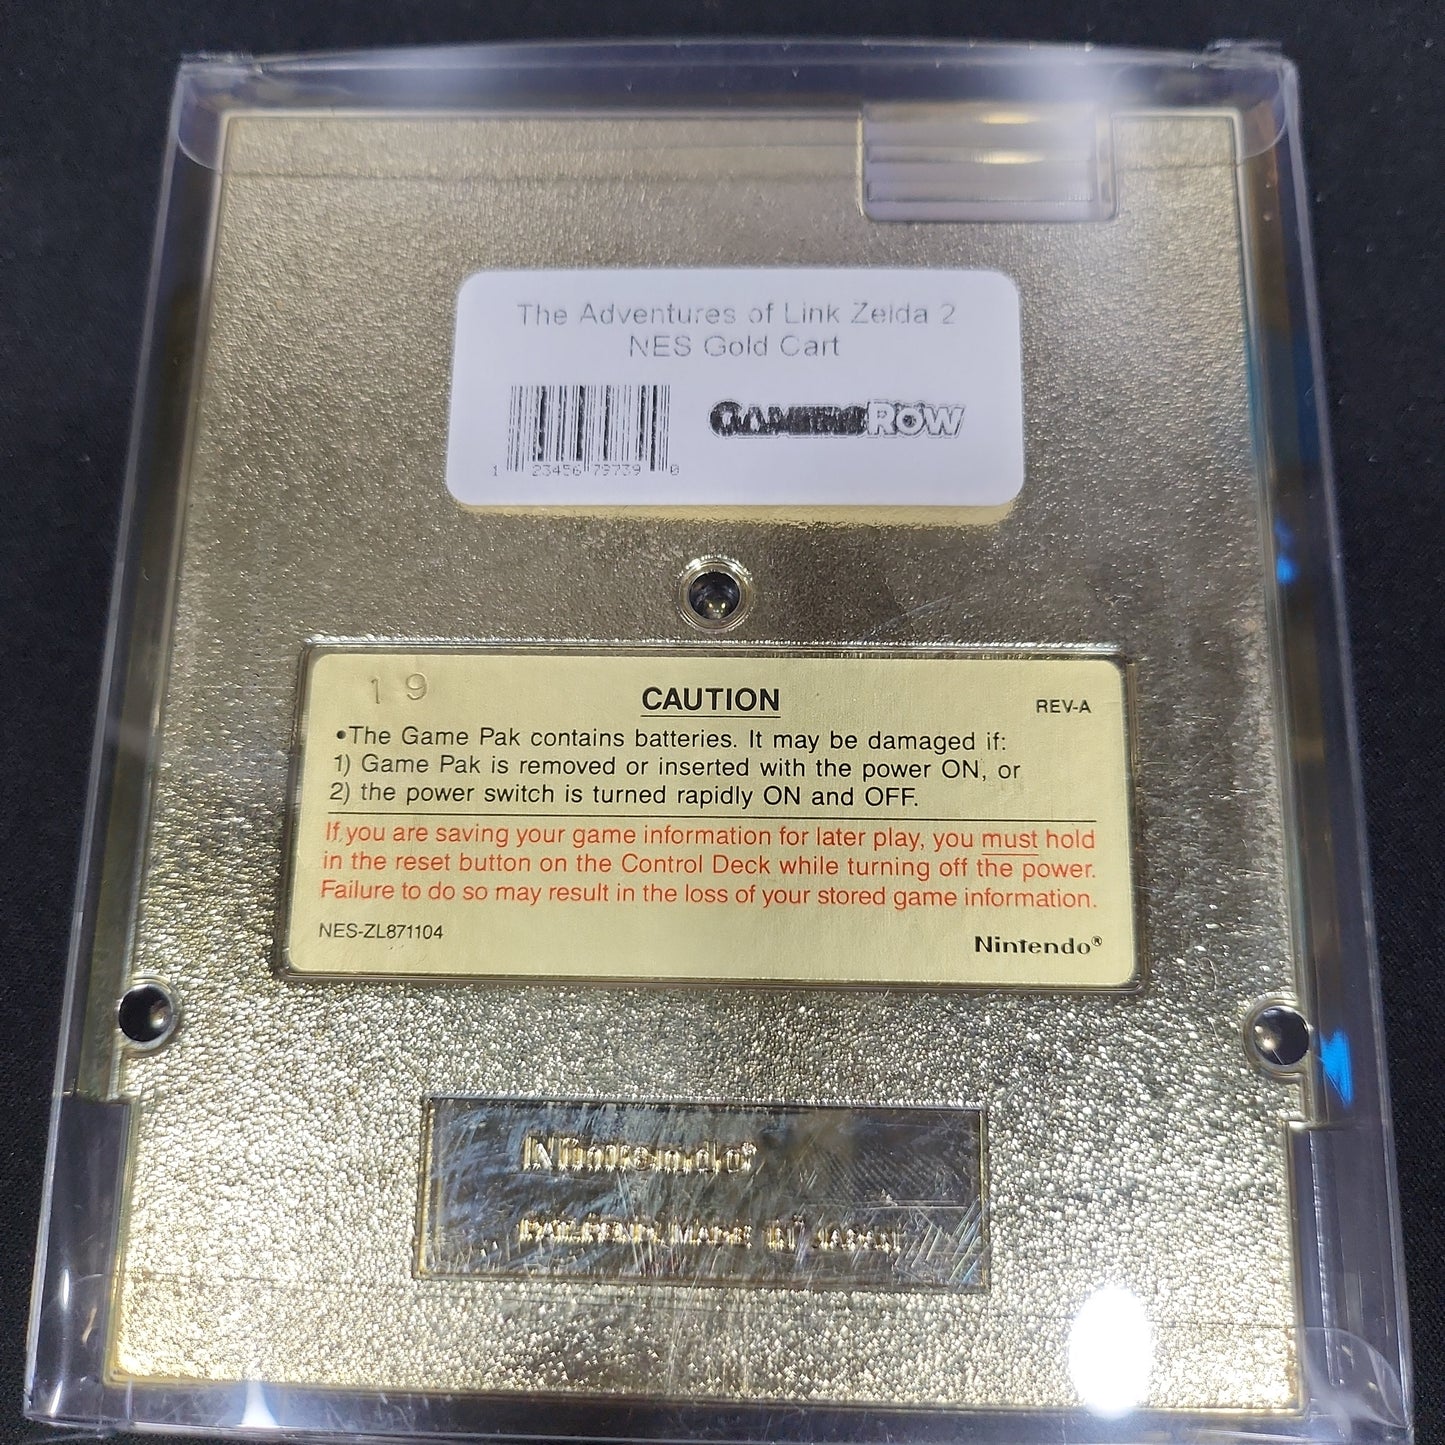 The Adventures of Link Zelda 2
NES Gold Cart
GAMING ROW
1 23456 79739 0
19
CAUTION
REV-A
•The Game Pak contains batteries. It may be damaged if:
1) Game Pak is removed or inserted with the power ON, or
2) the power switch is turned rapidly ON and OFF.
If you are saving your game information for later play, you must hold
in the reset button on the Control Deck while turning off the power.
Failure to do so may result in the loss of your stored game information.
NES-ZL871104
Nintendo®
Nintendo®
MADE IN JAPAN